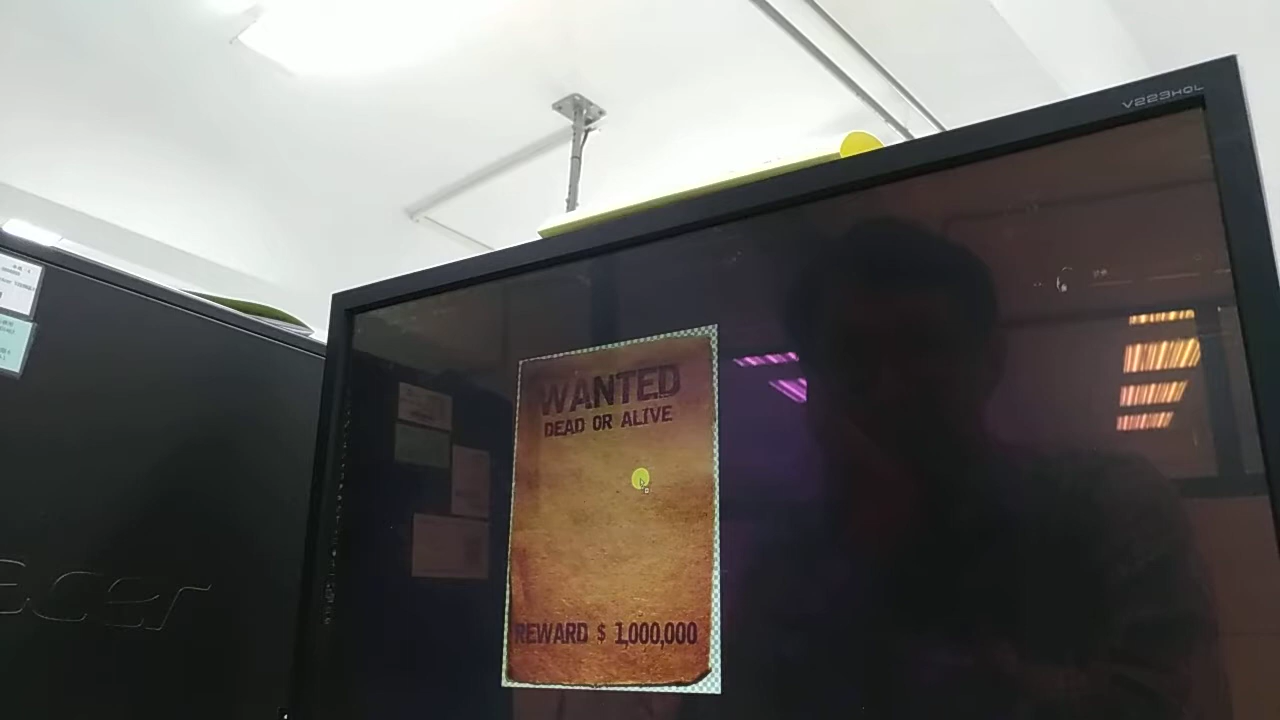 V223HQL
WANTED
DEAD OR ALIVE
REWARD $ 1,000,000
acer